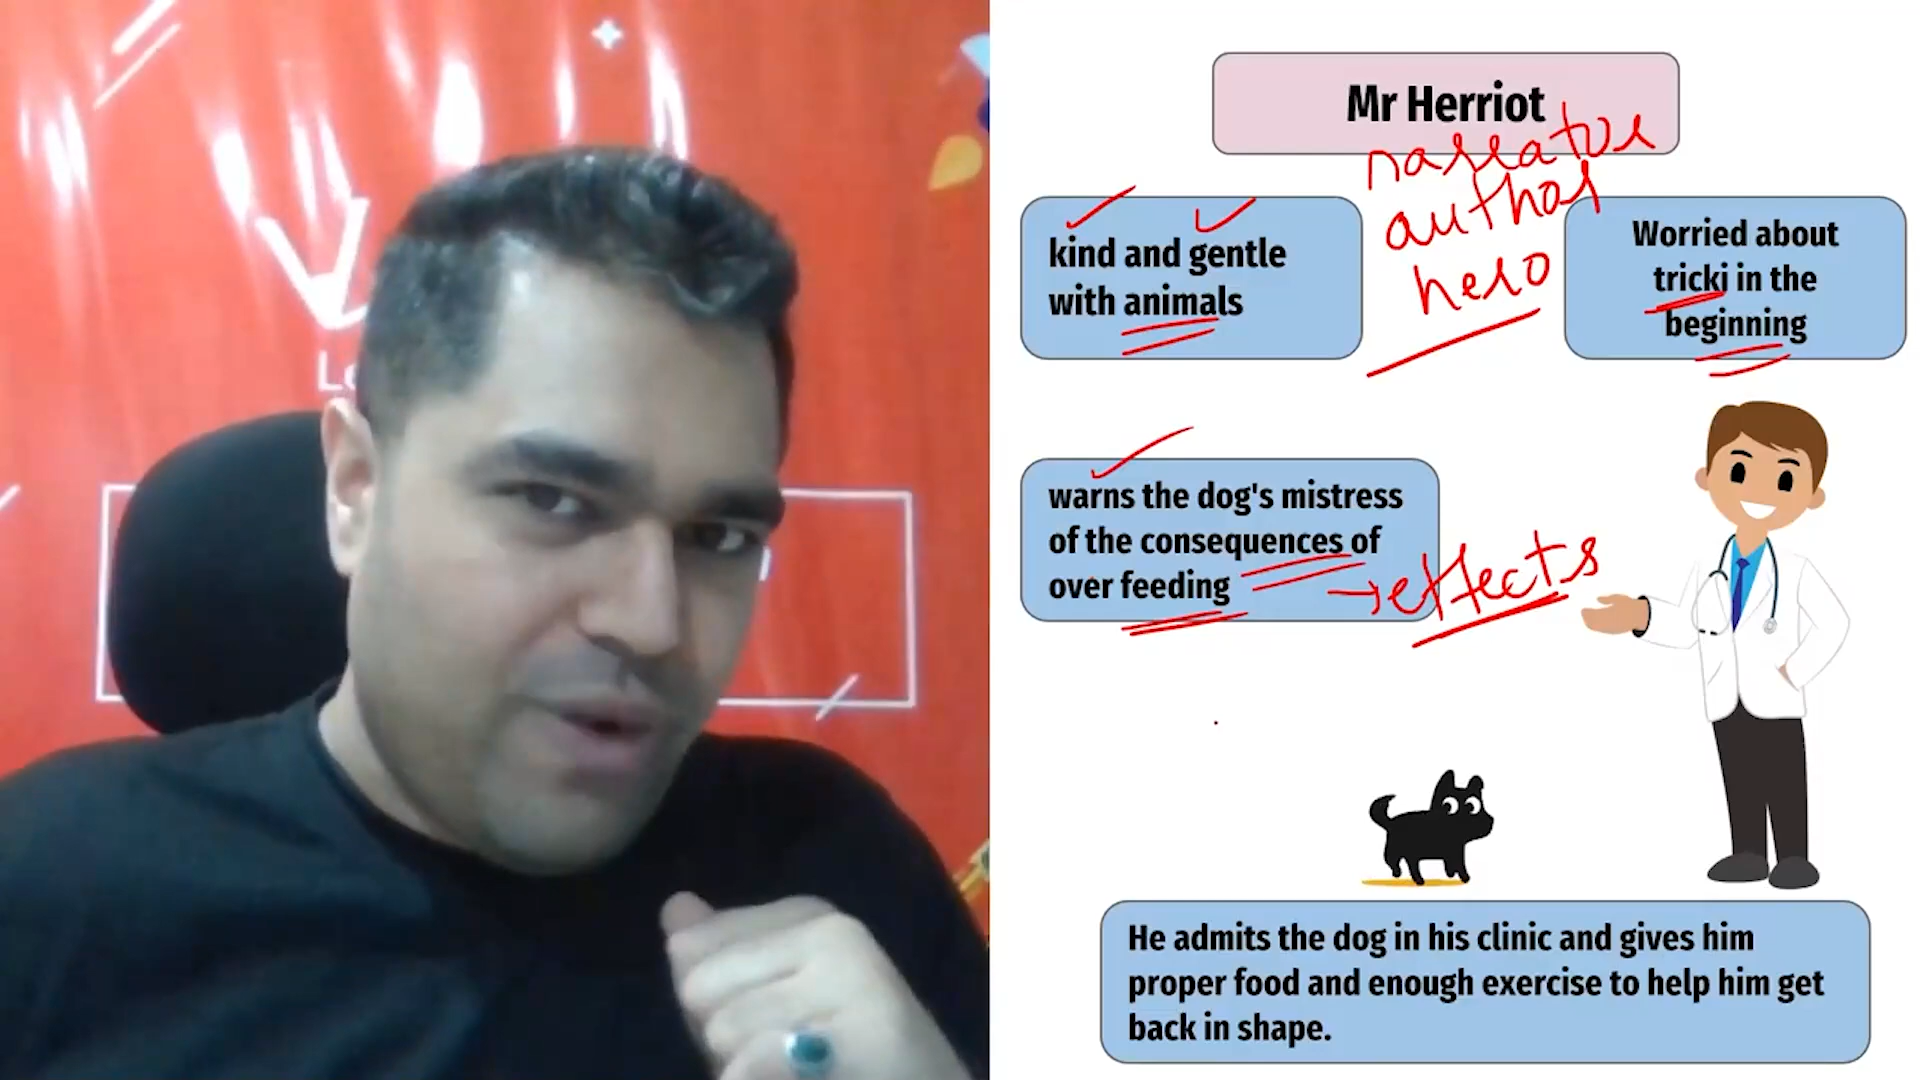 Mr Herriot
narrator
author
hero
kind and gentle
with animals
Worried about
tricki in the
beginning
warns the dog's mistress
of the consequences of
over feeding
→effects
He admits the dog in his clinic and gives him
proper food and enough exercise to help him get
back in shape.